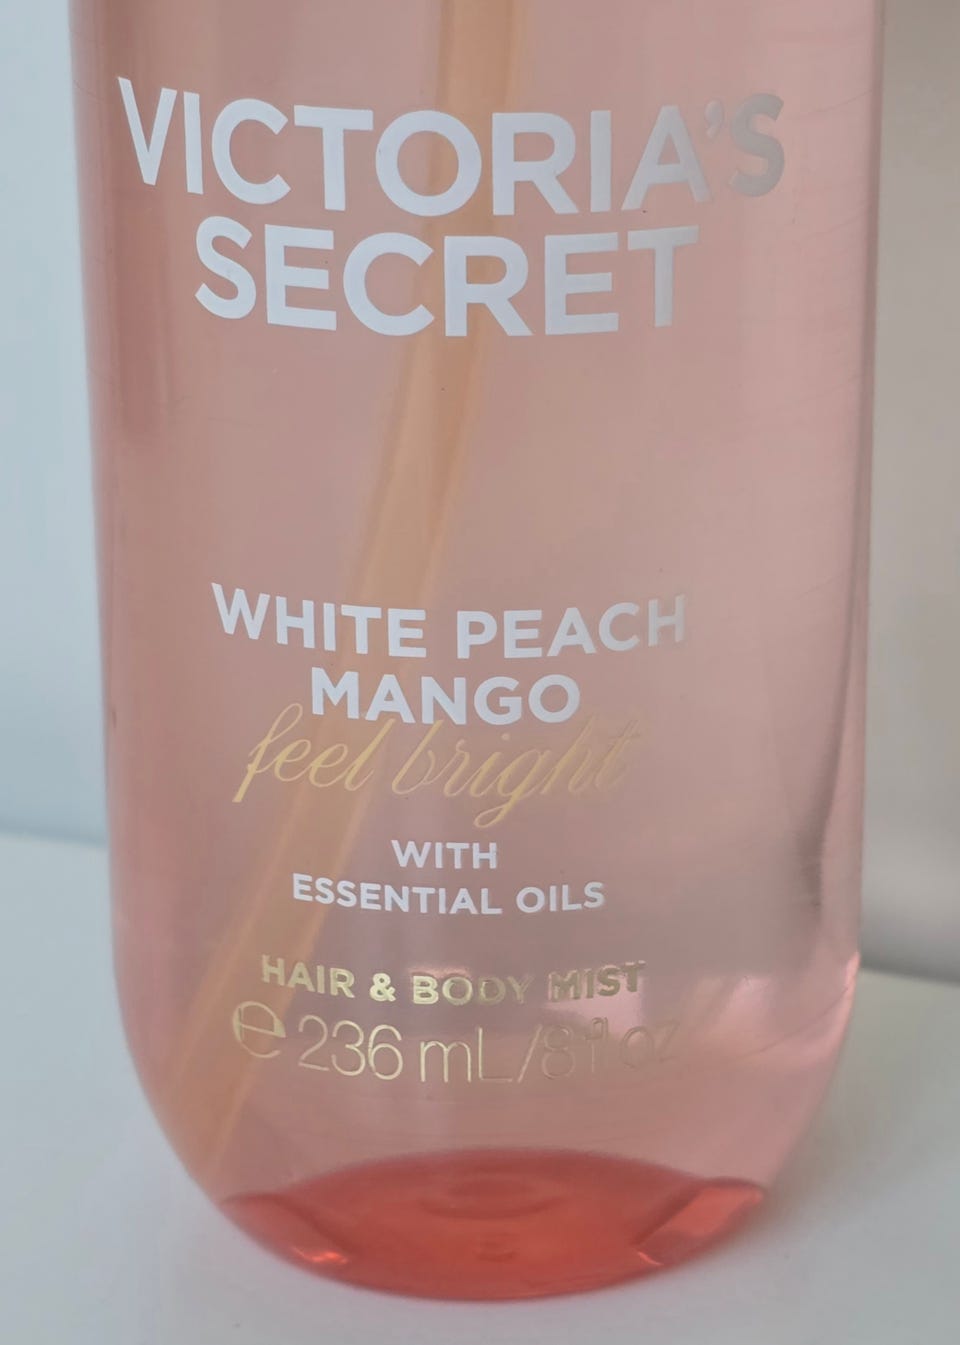 VICTORIA'S
SECRET
WHITE PEACH
MANGO
feel bright
WITH
ESSENTIAL OILS
HAIR & BODY MIST
℮ 236 mL/8 fl oz